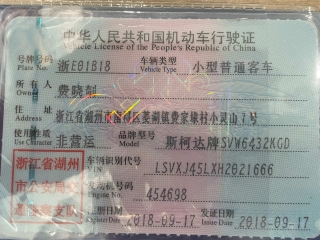 中华人民共和国机动车行驶证
Vehicle License of the People's Republic of China
号牌号码 浙E01B18 车辆类型 小型普通客车
Plate No. Vehicle Type
所有人 费晓
Owner
住址 浙江省湖州市 区菱湖镇费家埭村小灵山7号
Address
使用性质 非营运 品牌型号 斯柯达牌SVW6432KGD
Use Character Model
浙江省湖州 车辆识别代号 LSVXJ45LXH2021666
VIN
市公安局交 发动机号码 454698
Engine No.
通警察支队 注册日期 2018-09-17 发证日期 2018-09-17
Register Date Issue Date